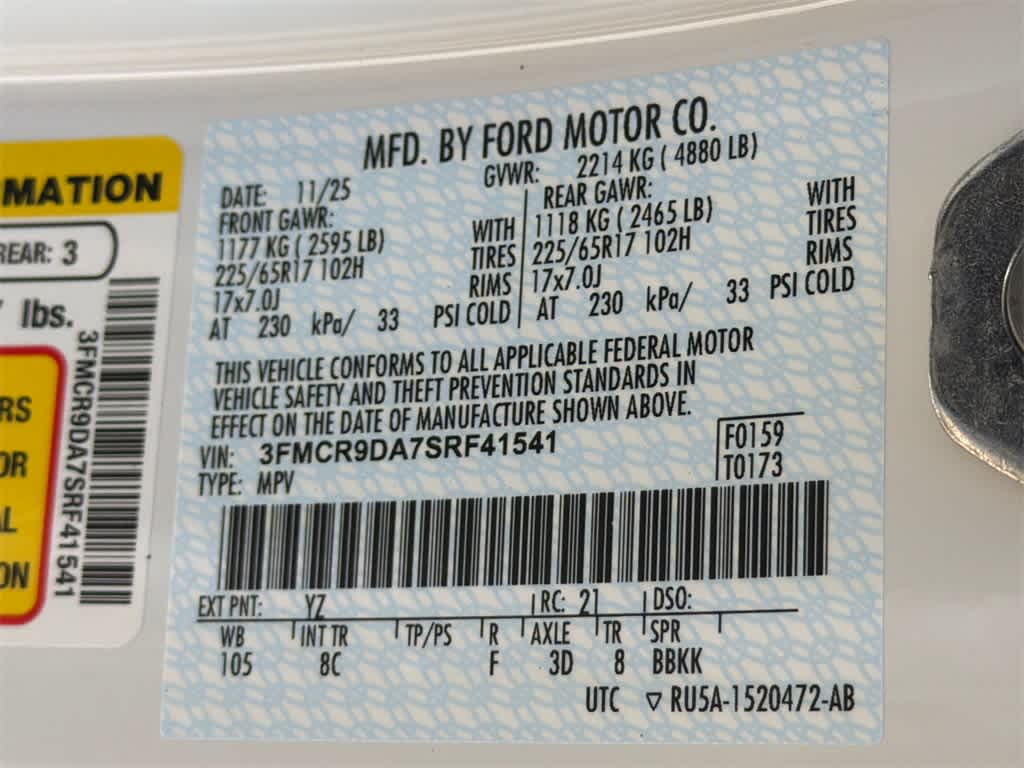 MATION
REAR: 3
lbs.
3FMCR9DA7SRF41541
RS
OR
AL
ON
MFD. BY FORD MOTOR CO.
DATE: 11/25 GVWR: 2214 KG ( 4880 LB)
FRONT GAWR: REAR GAWR:
1177 KG ( 2595 LB) WITH 1118 KG ( 2465 LB) WITH
225/65R17 102H TIRES 225/65R17 102H TIRES
17x7.0J RIMS 17x7.0J RIMS
AT 230 kPa/ 33 PSI COLD AT 230 kPa/ 33 PSI COLD
THIS VEHICLE CONFORMS TO ALL APPLICABLE FEDERAL MOTOR
VEHICLE SAFETY AND THEFT PREVENTION STANDARDS IN
EFFECT ON THE DATE OF MANUFACTURE SHOWN ABOVE.
VIN: 3FMCR9DA7SRF41541 F0159
TYPE: MPV T0173
EXT PNT: YZ RC: 21 DSO:
WB INT TR TP/PS R AXLE TR SPR
105 8C F 3D 8 BBKK
UTC ▽ RU5A-1520472-AB